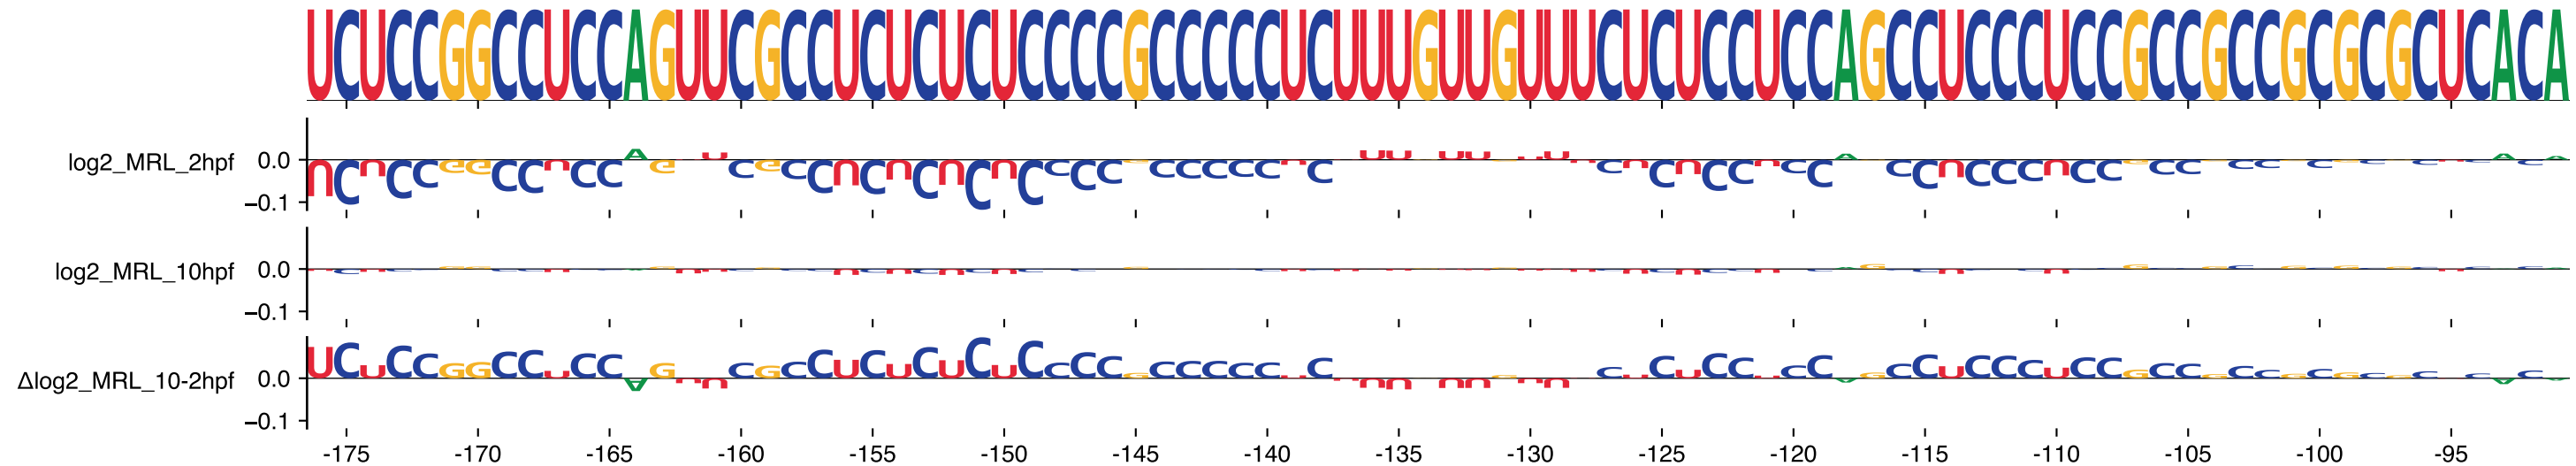 UCUCCGGCCUCCAGUUCGCCUCUCUCUCCCCGCCCCCUCUUUGUUGUUUCUCUCCUCCAGCCUCCCUCCGCCGCCGCGCGCUCACA
log2_MRL_2hpf
0.0
−0.1
log2_MRL_10hpf
0.0
−0.1
Δlog2_MRL_10-2hpf
0.0
−0.1
-175 -170 -165 -160 -155 -150 -145 -140 -135 -130 -125 -120 -115 -110 -105 -100 -95